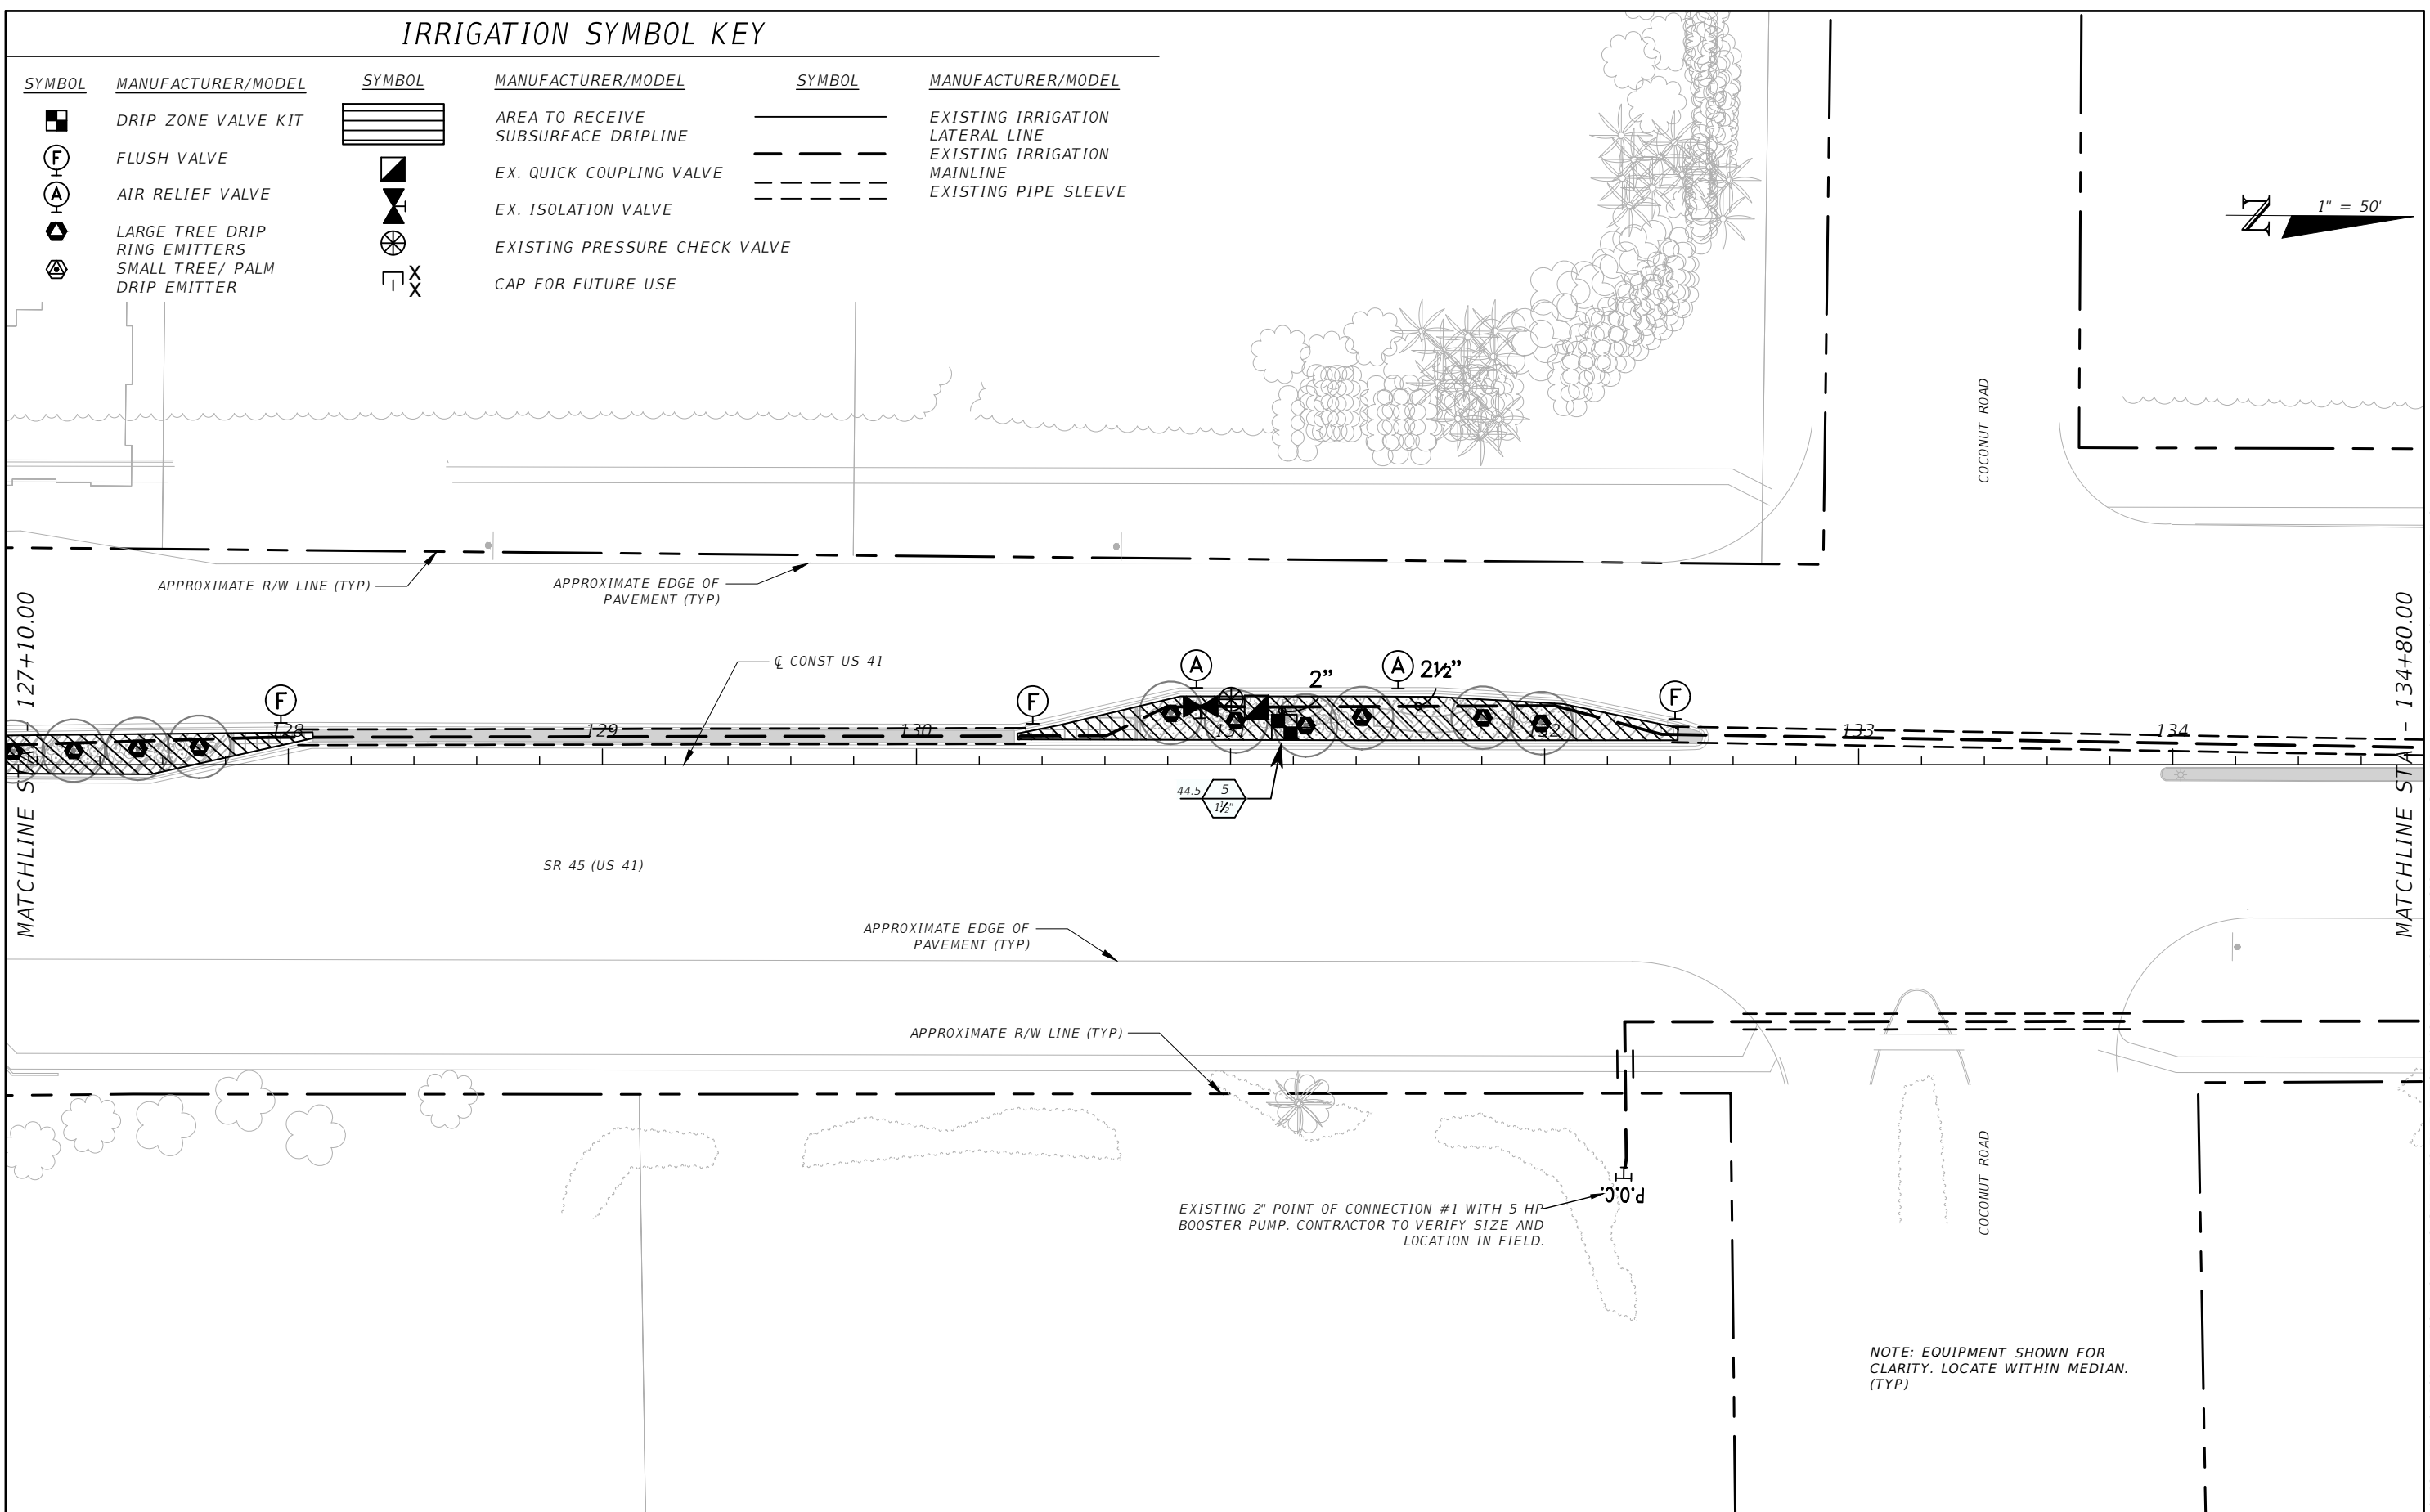 IRRIGATION SYMBOL KEY
SYMBOL
MANUFACTURER/MODEL
DRIP ZONE VALVE KIT
F
FLUSH VALVE
A
AIR RELIEF VALVE
LARGE TREE DRIP
RING EMITTERS
SMALL TREE/ PALM
DRIP EMITTER
SYMBOL
MANUFACTURER/MODEL
AREA TO RECEIVE
SUBSURFACE DRIPLINE
EX. QUICK COUPLING VALVE
EX. ISOLATION VALVE
EXISTING PRESSURE CHECK VALVE
X
X
CAP FOR FUTURE USE
SYMBOL
MANUFACTURER/MODEL
EXISTING IRRIGATION
LATERAL LINE
EXISTING IRRIGATION
MAINLINE
EXISTING PIPE SLEEVE
N
1" = 50'
COCONUT ROAD
APPROXIMATE R/W LINE (TYP)
APPROXIMATE EDGE OF
PAVEMENT (TYP)
MATCHLINE STA - 127+10.00
MATCHLINE STA - 134+80.00
℄ CONST US 41
F
F
A
2"
A
2½"
F
128
129
130
131
132
133
134
44.5
5
1½"
SR 45 (US 41)
APPROXIMATE EDGE OF
PAVEMENT (TYP)
APPROXIMATE R/W LINE (TYP)
P.O.C.
EXISTING 2" POINT OF CONNECTION #1 WITH 5 HP
BOOSTER PUMP. CONTRACTOR TO VERIFY SIZE AND
LOCATION IN FIELD.
COCONUT ROAD
NOTE: EQUIPMENT SHOWN FOR
CLARITY. LOCATE WITHIN MEDIAN.
(TYP)